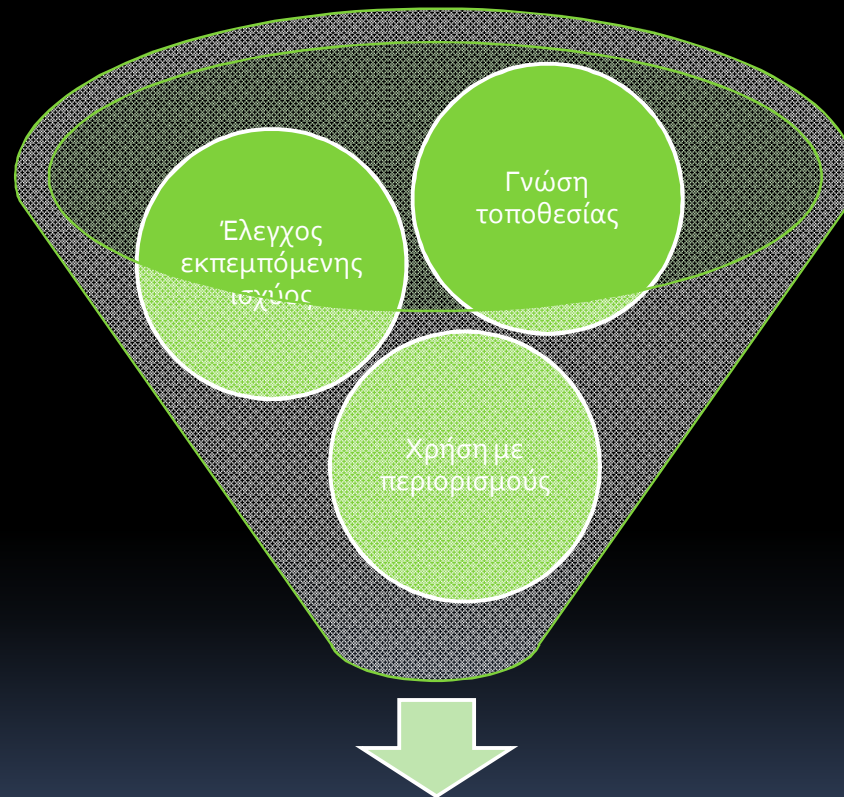 Γνώση
τοποθεσίας
Έλεγχος
εκπεμπόμενης
ισχύος
Χρήση με
περιορισμούς